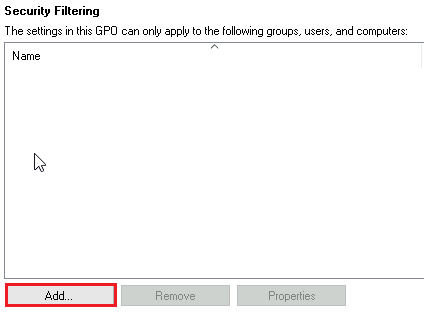 Security Filtering
The settings in this GPO can only apply to the following groups, users, and computers:
Name
Add... Remove Properties